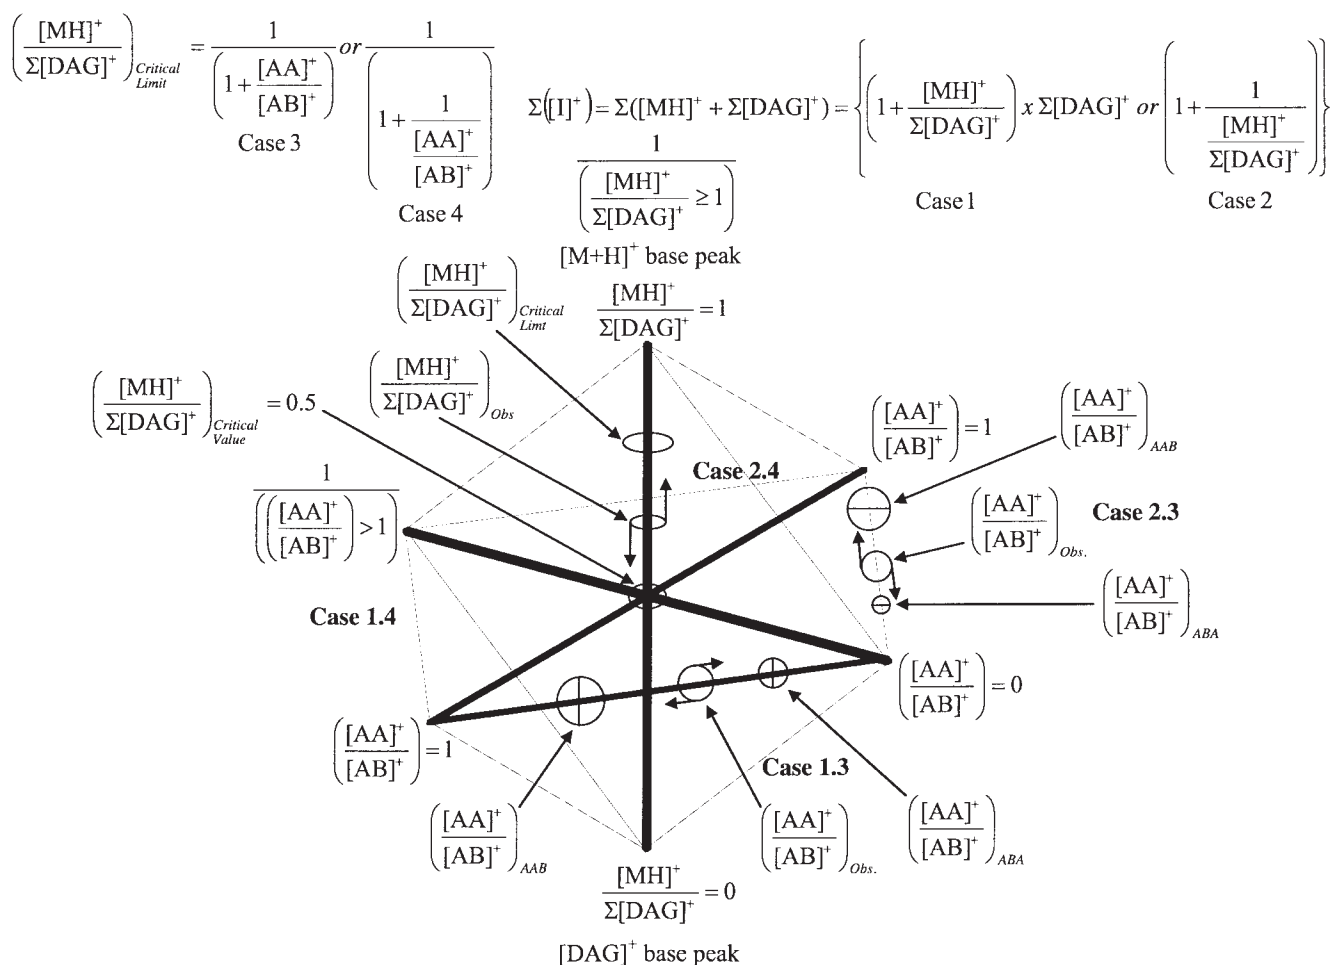 ([MH]⁺/Σ[DAG]⁺)Critical Limit = 1/(1+[AA]⁺/[AB]⁺) or 1/(1+1/([AA]⁺/[AB]⁺))
Case 3
Case 4
Σ([I]⁺)= Σ([MH]⁺ + Σ[DAG]⁺) = {(1+[MH]⁺/Σ[DAG]⁺) x Σ[DAG]⁺ or (1+1/([MH]⁺/Σ[DAG]⁺))}
Case 1
Case 2
1/([MH]⁺/Σ[DAG]⁺ ≥ 1)
[M+H]⁺ base peak
[MH]⁺/Σ[DAG]⁺ = 1
([MH]⁺/Σ[DAG]⁺)Critical Limt
([MH]⁺/Σ[DAG]⁺)Obs
([MH]⁺/Σ[DAG]⁺)Critical Value = 0.5
([AA]⁺/[AB]⁺) = 1
([AA]⁺/[AB]⁺)AAB
Case 2.4
1/((([AA]⁺/[AB]⁺) > 1))
([AA]⁺/[AB]⁺)Obs.
Case 2.3
Case 1.4
([AA]⁺/[AB]⁺)ABA
([AA]⁺/[AB]⁺) = 0
([AA]⁺/[AB]⁺) = 1
Case 1.3
([AA]⁺/[AB]⁺)AAB
([AA]⁺/[AB]⁺)Obs.
([AA]⁺/[AB]⁺)ABA
[MH]⁺/Σ[DAG]⁺ = 0
[DAG]⁺ base peak